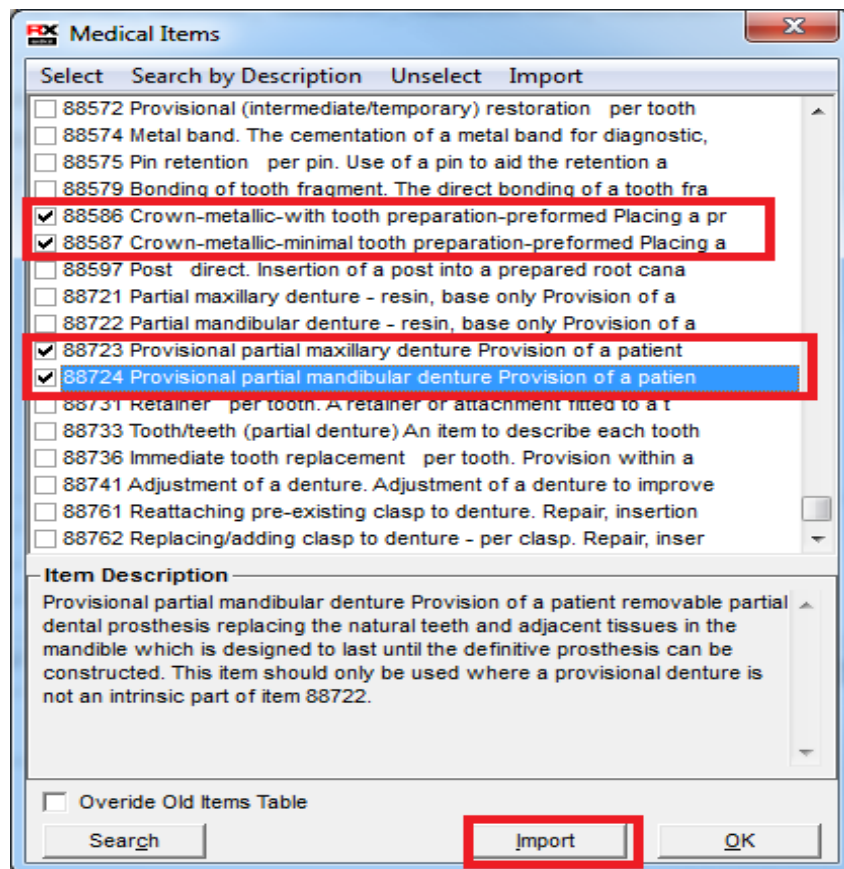 RX Medical Items X
Select Search by Description Unselect Import
88572 Provisional (intermediate/temporary) restoration per tooth
88574 Metal band. The cementation of a metal band for diagnostic,
88575 Pin retention per pin. Use of a pin to aid the retention a
88579 Bonding of tooth fragment. The direct bonding of a tooth fra
88586 Crown-metallic-with tooth preparation-preformed Placing a pr
88587 Crown-metallic-minimal tooth preparation-preformed Placing a
88597 Post direct. Insertion of a post into a prepared root cana
88721 Partial maxillary denture - resin, base only Provision of a
88722 Partial mandibular denture - resin, base only Provision of a
88723 Provisional partial maxillary denture Provision of a patient
88724 Provisional partial mandibular denture Provision of a patien
88731 Retainer per tooth. A retainer or attachment fitted to a t
88733 Tooth/teeth (partial denture) An item to describe each tooth
88736 Immediate tooth replacement per tooth. Provision within a
88741 Adjustment of a denture. Adjustment of a denture to improve
88761 Reattaching pre-existing clasp to denture. Repair, insertion
88762 Replacing/adding clasp to denture - per clasp. Repair, inser
Item Description
Provisional partial mandibular denture Provision of a patient removable partial
dental prosthesis replacing the natural teeth and adjacent tissues in the
mandible which is designed to last until the definitive prosthesis can be
constructed. This item should only be used where a provisional denture is
not an intrinsic part of item 88722.
Overide Old Items Table
Search Import OK